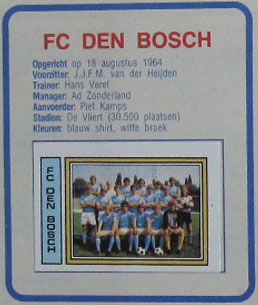 FC DEN BOSCH
Opgericht op 18 augustus 1964
Voorzitter: J.J.F.M. van der Heijden
Trainer: Hans Verel
Manager: Ad Zonderland
Aanvoerder: Piet Kamps
Stadion: De Vliert (30.500 plaatsen)
Kleuren: blauw shirt, witte broek
FC DEN BOSCH